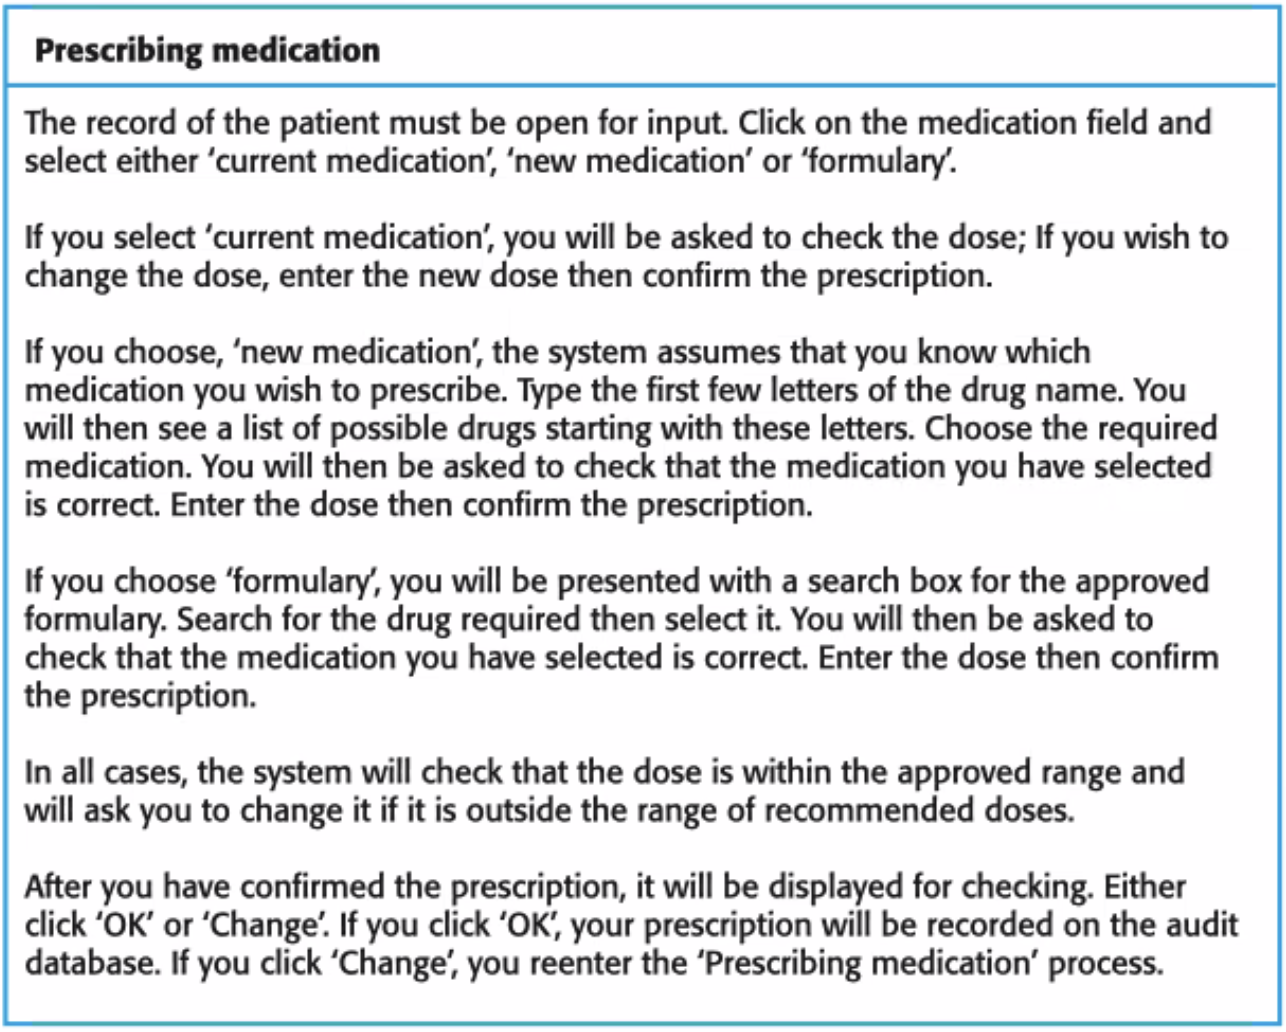 Prescribing medication
The record of the patient must be open for input. Click on the medication field and
select either ‘current medication’, ‘new medication’ or ‘formulary’.
If you select ‘current medication’, you will be asked to check the dose; If you wish to
change the dose, enter the new dose then confirm the prescription.
If you choose, ‘new medication’, the system assumes that you know which
medication you wish to prescribe. Type the first few letters of the drug name. You
will then see a list of possible drugs starting with these letters. Choose the required
medication. You will then be asked to check that the medication you have selected
is correct. Enter the dose then confirm the prescription.
If you choose ‘formulary’, you will be presented with a search box for the approved
formulary. Search for the drug required then select it. You will then be asked to
check that the medication you have selected is correct. Enter the dose then confirm
the prescription.
In all cases, the system will check that the dose is within the approved range and
will ask you to change it if it is outside the range of recommended doses.
After you have confirmed the prescription, it will be displayed for checking. Either
click ‘OK’ or ‘Change’. If you click ‘OK’, your prescription will be recorded on the audit
database. If you click ‘Change’, you reenter the ‘Prescribing medication’ process.